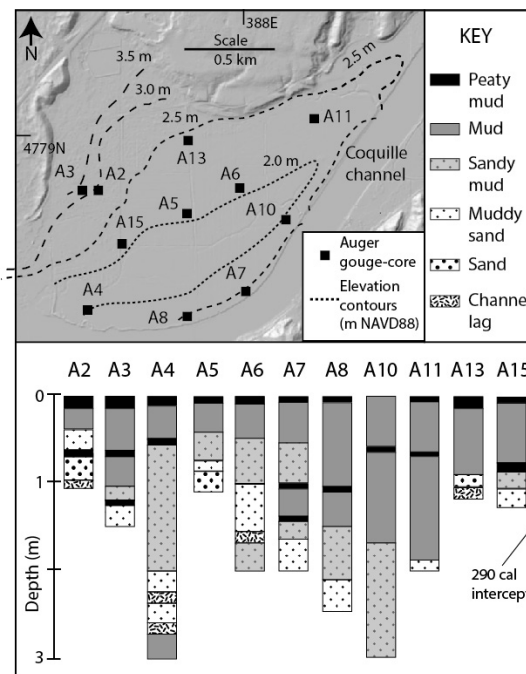 388E
N
Scale
0.5 km
3.5 m
3.0 m
2.5 m
2.5 m
A11
4779N
A13
Coquille
channel
A3
A2
2.0 m
A6
A5
A10
A15
A4
A7
A8
Auger
gouge-core
Elevation
contours
(m NAVD88)
KEY
Peaty
mud
Mud
Sandy
mud
Muddy
sand
Sand
Channe
lag
A2 A3 A4 A5 A6 A7 A8 A10 A11 A13 A15
0
1
3
Depth (m)
290 cal
intercep